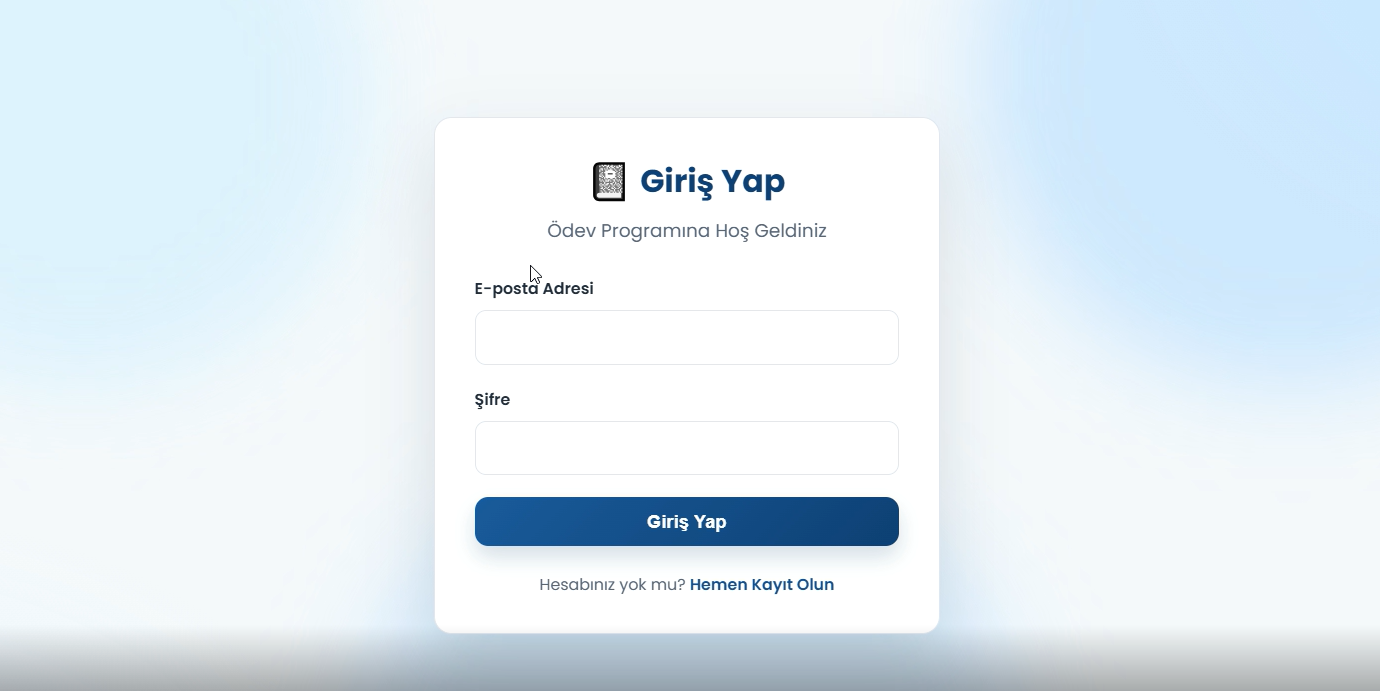 Giriş Yap
Ödev Programına Hoş Geldiniz
E-posta Adresi
Şifre
Giriş Yap
Hesabınız yok mu? Hemen Kayıt Olun